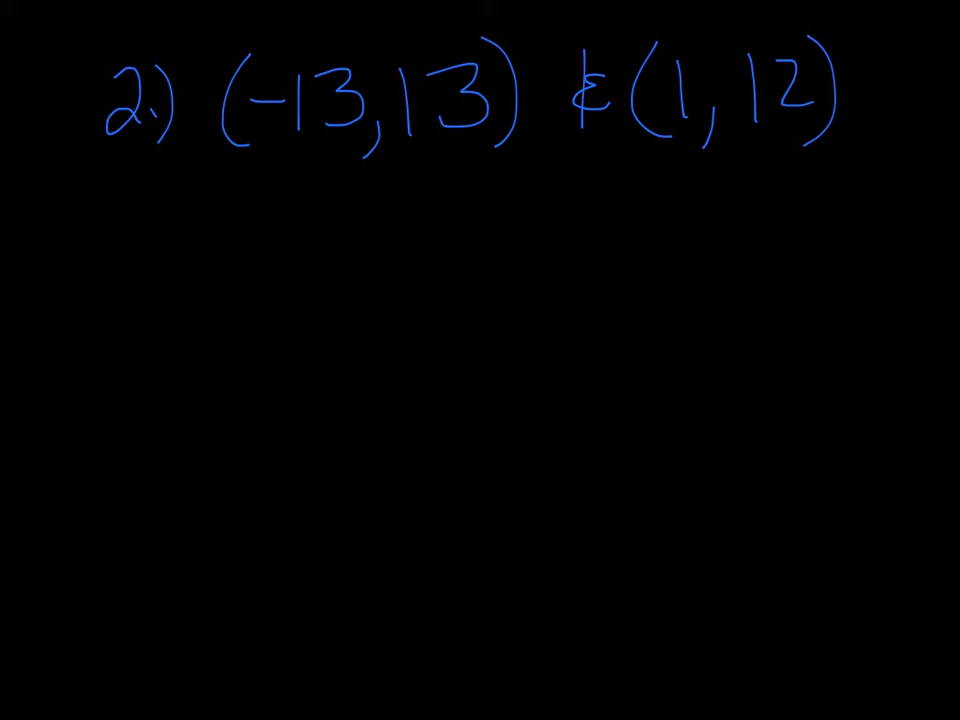 2.) (-13, 13) & (1, 12)